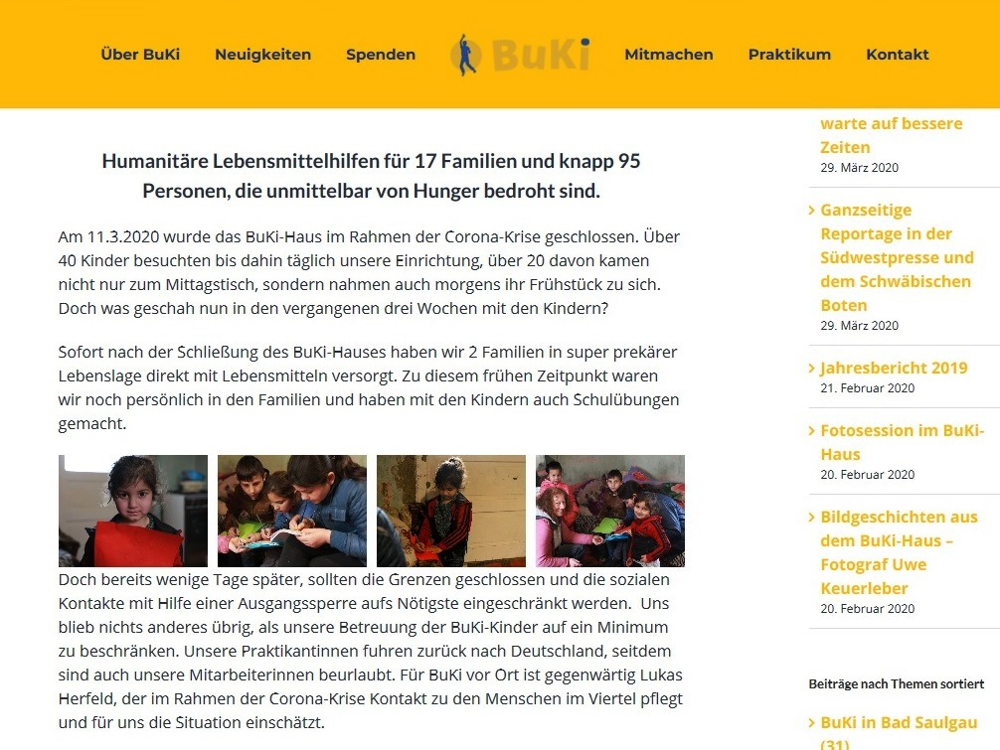 Über BuKi
Neuigkeiten
Spenden
BuKi
Mitmachen
Praktikum
Kontakt
Humanitäre Lebensmittelhilfen für 17 Familien und knapp 95
Personen, die unmittelbar von Hunger bedroht sind.
Am 11.3.2020 wurde das BuKi-Haus im Rahmen der Corona-Krise geschlossen. Über
40 Kinder besuchten bis dahin täglich unsere Einrichtung, über 20 davon kamen
nicht nur zum Mittagstisch, sondern nahmen auch morgens ihr Frühstück zu sich.
Doch was geschah nun in den vergangenen drei Wochen mit den Kindern?
Sofort nach der Schließung des BuKi-Hauses haben wir 2 Familien in super prekärer
Lebenslage direkt mit Lebensmitteln versorgt. Zu diesem frühen Zeitpunkt waren
wir noch persönlich in den Familien und haben mit den Kindern auch Schulübungen
gemacht.
Doch bereits wenige Tage später, sollten die Grenzen geschlossen und die sozialen
Kontakte mit Hilfe einer Ausgangssperre aufs Nötigste eingeschränkt werden. Uns
blieb nichts anderes übrig, als unsere Betreuung der BuKi-Kinder auf ein Minimum
zu beschränken. Unsere Praktikantinnen fuhren zurück nach Deutschland, seitdem
sind auch unsere Mitarbeiterinnen beurlaubt. Für BuKi vor Ort ist gegenwärtig Lukas
Herfeld, der im Rahmen der Corona-Krise Kontakt zu den Menschen im Viertel pflegt
und für uns die Situation einschätzt.
warte auf bessere
Zeiten
29. März 2020
Ganzseitige
Reportage in der
Südwestpresse und
dem Schwäbischen
Boten
29. März 2020
Jahresbericht 2019
21. Februar 2020
Fotosession im BuKi-
Haus
20. Februar 2020
Bildgeschichten aus
dem BuKi-Haus –
Fotograf Uwe
Keuerleber
20. Februar 2020
Beiträge nach Themen sortiert
BuKi in Bad Saulgau
(31)